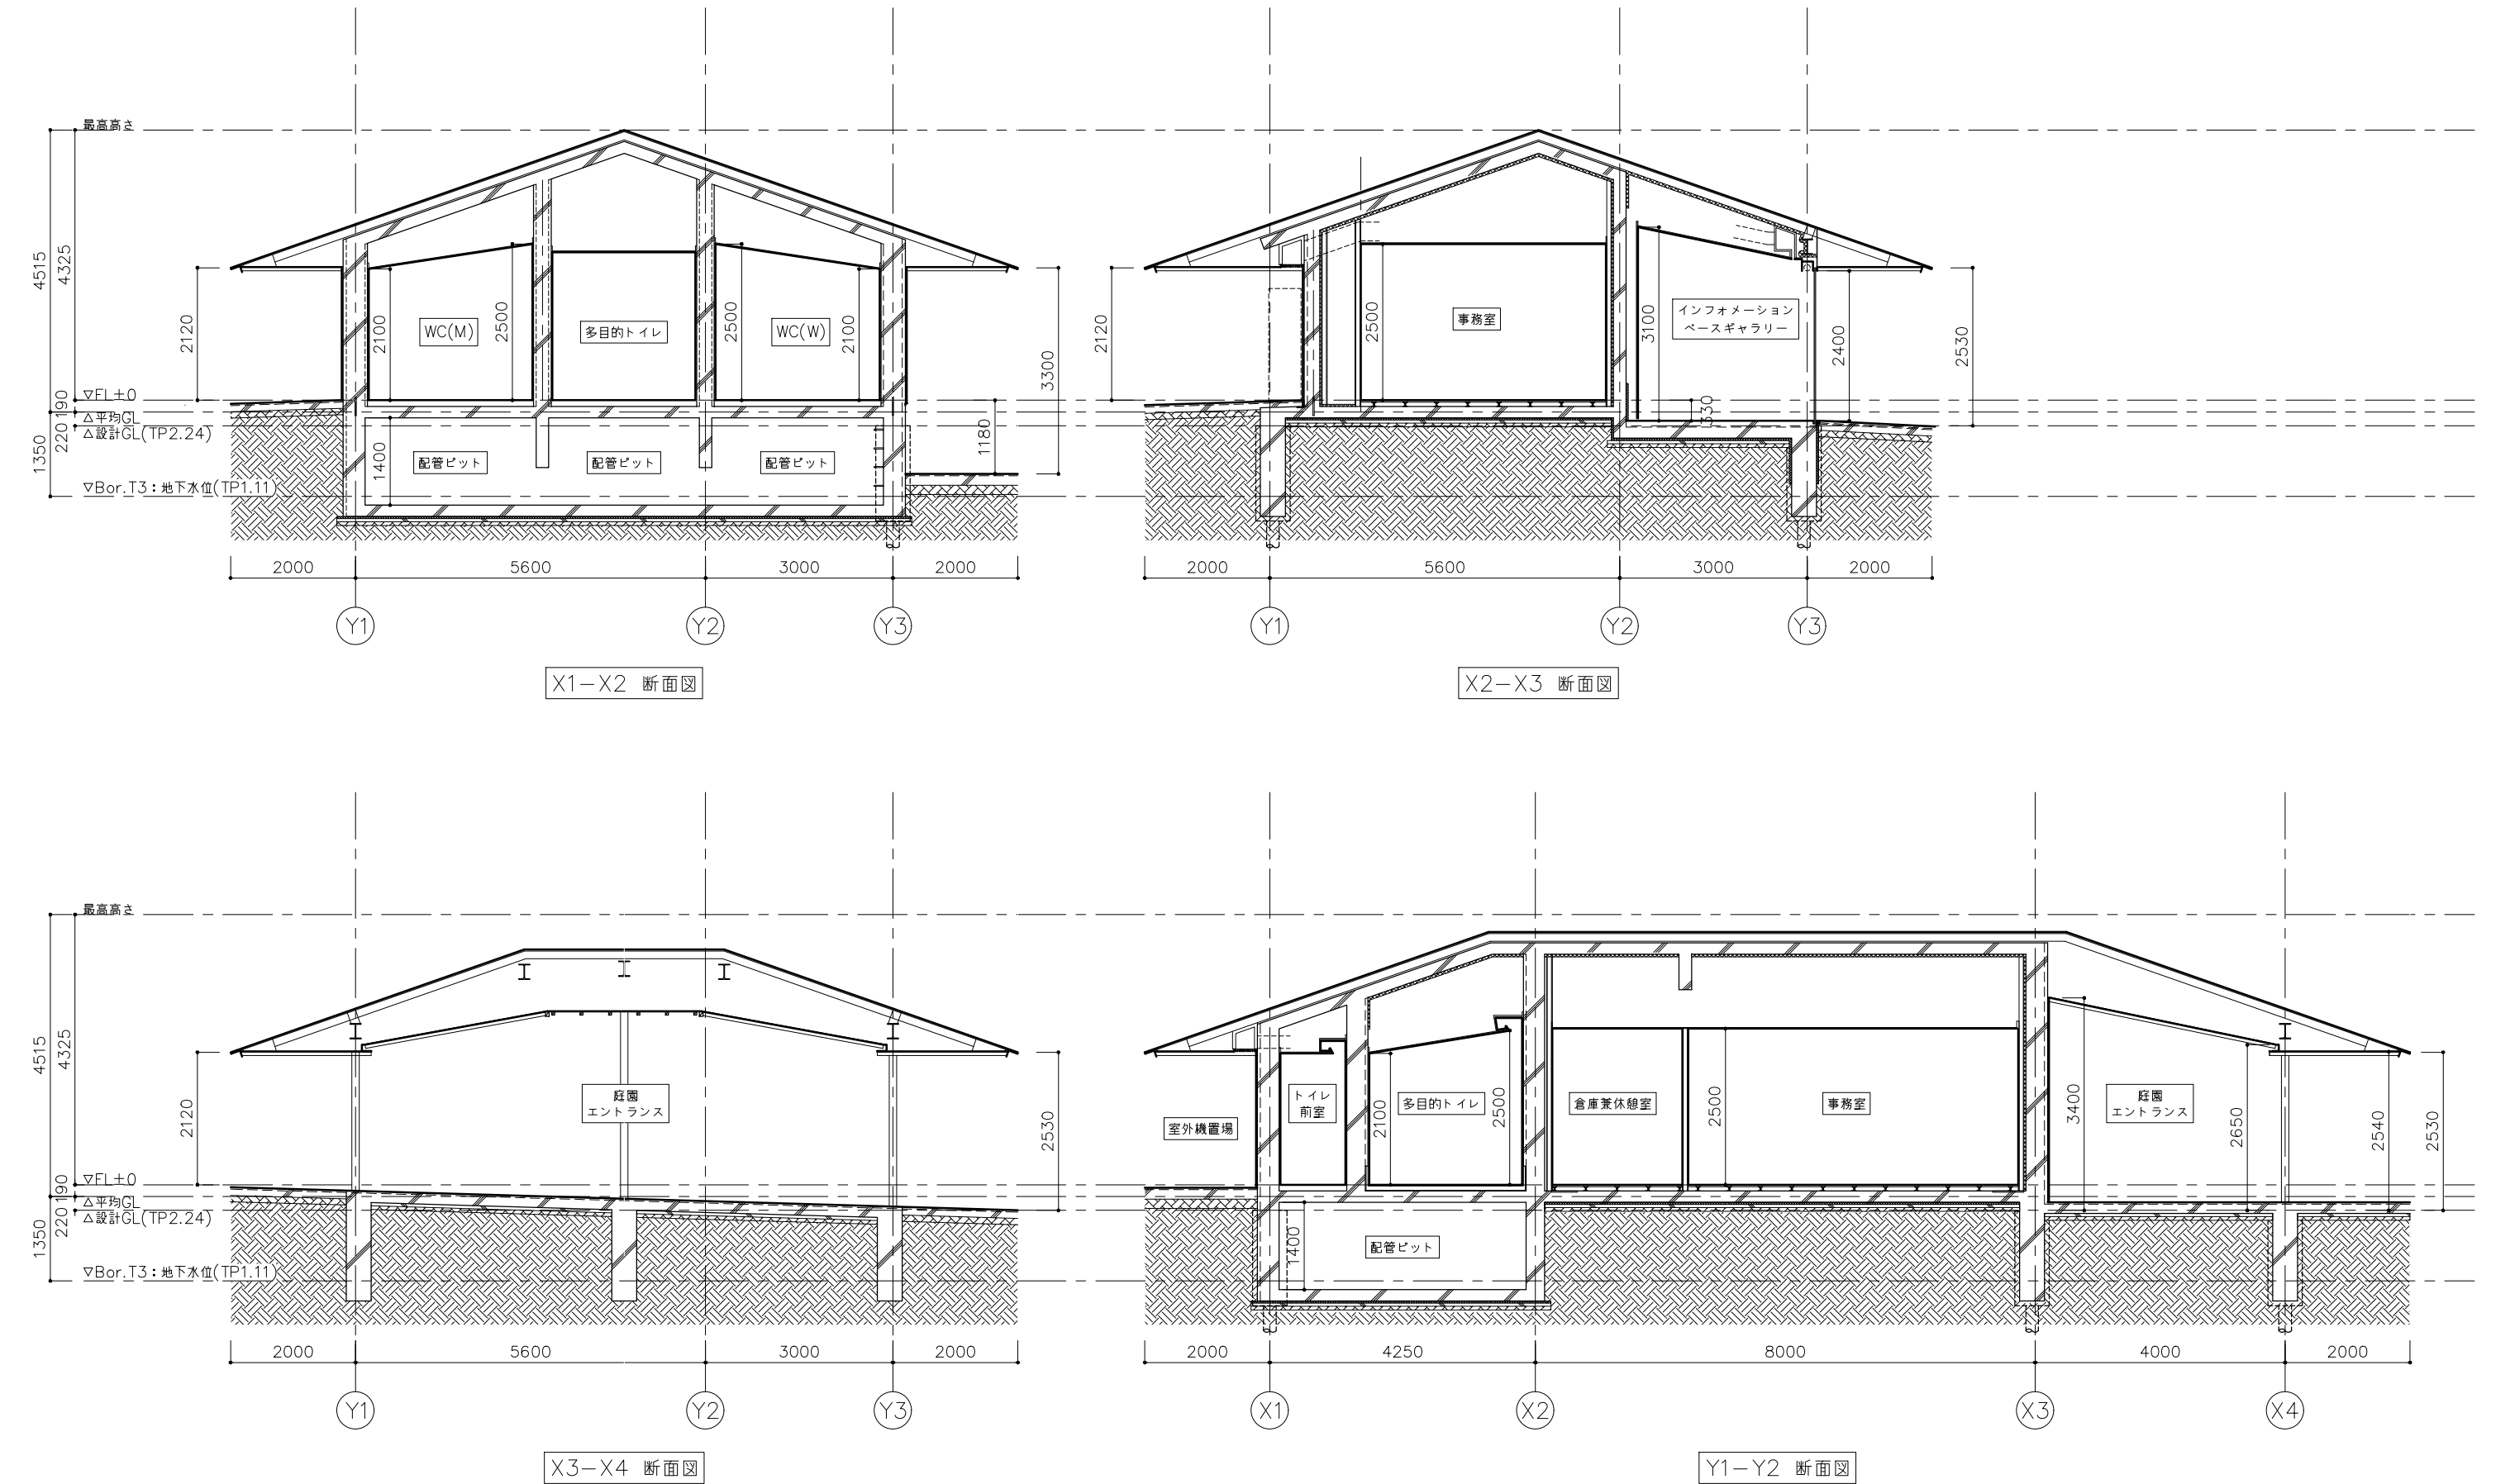 最高高さ
4515
4325
2120
2100
WC(M)
2500
多目的トイレ
2500
WC(W)
2100
3300
▽FL±0
190
△平均GL
220
△設計GL(TP2.24)
1350
▽Bor.T3：地下水位(TP1.11)
1400
配管ピット
配管ピット
配管ピット
1180
2000
5600
3000
2000
Y1
Y2
Y3
X1−X2 断面図
2120
2500
事務室
3100
インフォメーション
ベースギャラリー
2400
2530
330
2000
5600
3000
2000
Y1
Y2
Y3
X2−X3 断面図
最高高さ
4515
4325
2120
庭園
エントランス
2530
▽FL±0
190
△平均GL
220
△設計GL(TP2.24)
1350
▽Bor.T3：地下水位(TP1.11)
2000
5600
3000
2000
Y1
Y2
Y3
X3−X4 断面図
室外機置場
トイレ
前室
2100
多目的トイレ
2500
倉庫兼休憩室
2500
事務室
3400
庭園
エントランス
2650
2540
2530
1400
配管ピット
2000
4250
8000
4000
2000
X1
X2
X3
X4
Y1−Y2 断面図